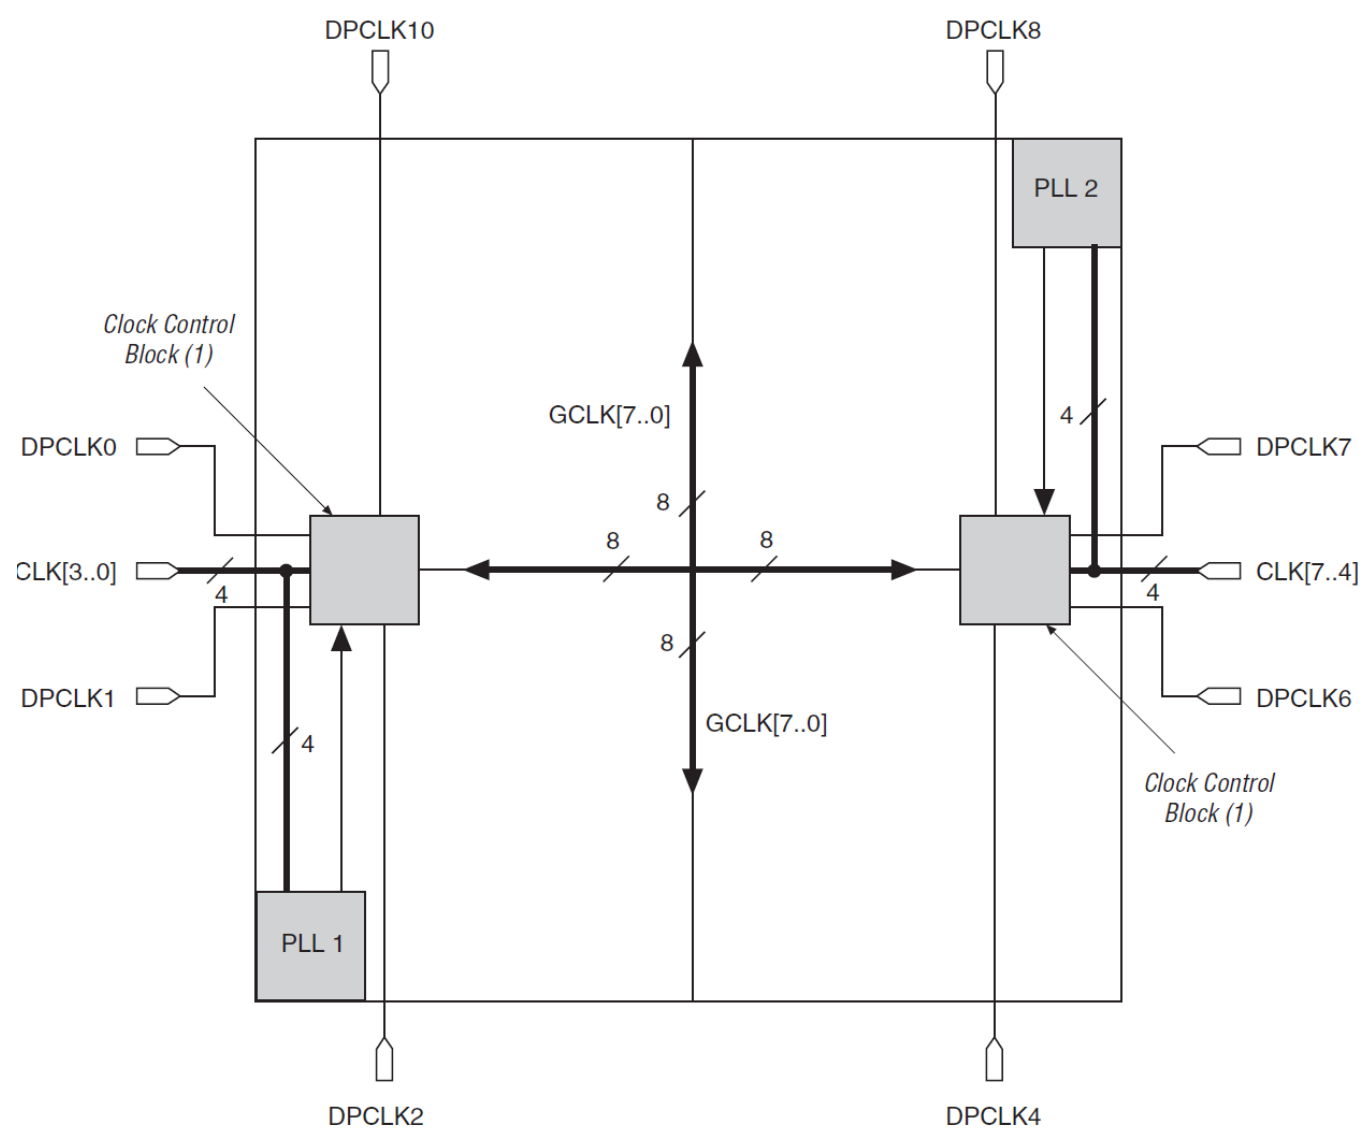 DPCLK10
DPCLK8
PLL 2
Clock Control
Block (1)
GCLK[7..0]
4
DPCLK0
DPCLK7
8
8
8
CLK[3..0]
4
CLK[7..4]
4
8
DPCLK1
DPCLK6
GCLK[7..0]
4
Clock Control
Block (1)
PLL 1
DPCLK2
DPCLK4